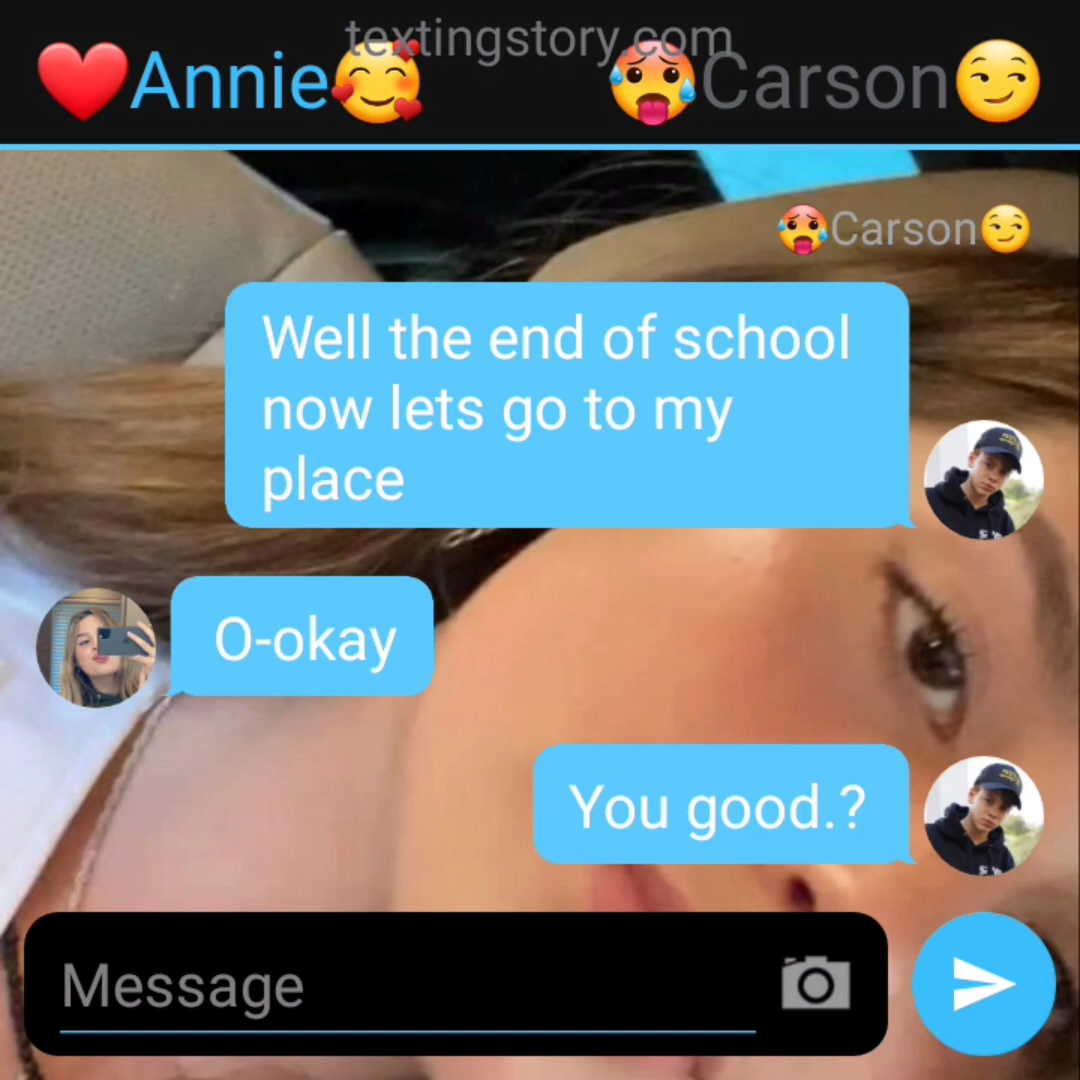 textingstory.com
❤️Annie🥰 🥵Carson😏
🥵Carson😏
Well the end of school
now lets go to my
place
O-okay
You good.?
Message